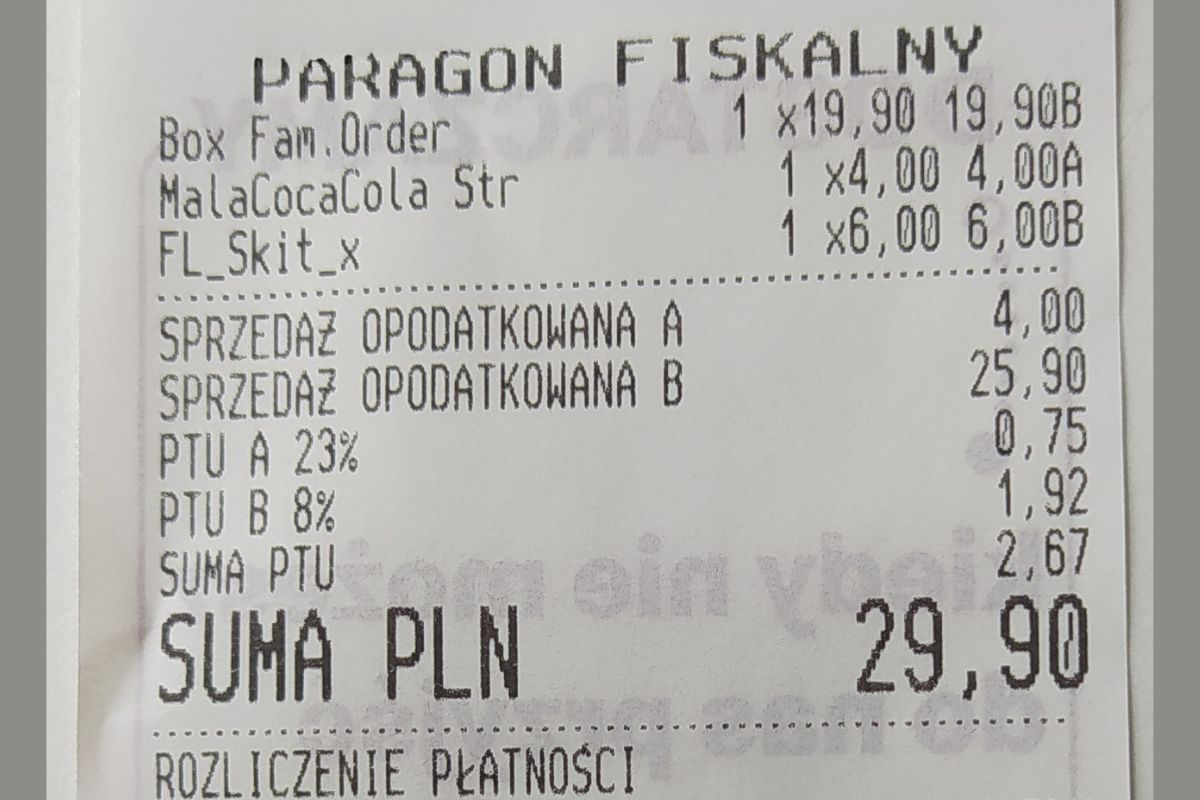 PARAGON FISKALNY
Box Fam.Order 1 x19,90 19,90B
MalaCocaCola Str 1 x4,00 4,00A
FL_Skit_x 1 x6,00 6,00B
SPRZEDAŻ OPODATKOWANA A 4,00
SPRZEDAŻ OPODATKOWANA B 25,90
PTU A 23% 0,75
PTU B 8% 1,92
SUMA PTU 2,67
SUMA PLN 29,90
ROZLICZENIE PŁATNOŚCI